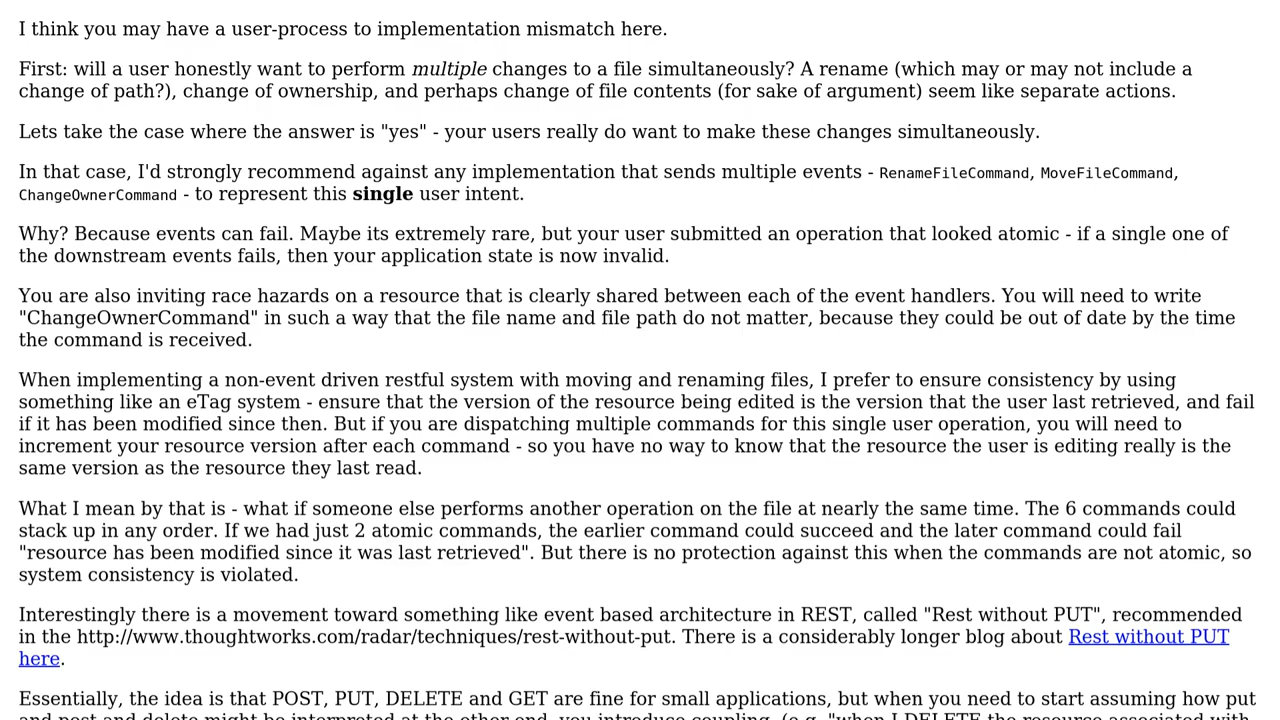 I think you may have a user-process to implementation mismatch here.
First: will a user honestly want to perform multiple changes to a file simultaneously? A rename (which may or may not include a
change of path?), change of ownership, and perhaps change of file contents (for sake of argument) seem like separate actions.
Lets take the case where the answer is "yes" - your users really do want to make these changes simultaneously.
In that case, I'd strongly recommend against any implementation that sends multiple events - RenameFileCommand, MoveFileCommand,
ChangeOwnerCommand - to represent this single user intent.
Why? Because events can fail. Maybe its extremely rare, but your user submitted an operation that looked atomic - if a single one of
the downstream events fails, then your application state is now invalid.
You are also inviting race hazards on a resource that is clearly shared between each of the event handlers. You will need to write
"ChangeOwnerCommand" in such a way that the file name and file path do not matter, because they could be out of date by the time
the command is received.
When implementing a non-event driven restful system with moving and renaming files, I prefer to ensure consistency by using
something like an eTag system - ensure that the version of the resource being edited is the version that the user last retrieved, and fail
if it has been modified since then. But if you are dispatching multiple commands for this single user operation, you will need to
increment your resource version after each command - so you have no way to know that the resource the user is editing really is the
same version as the resource they last read.
What I mean by that is - what if someone else performs another operation on the file at nearly the same time. The 6 commands could
stack up in any order. If we had just 2 atomic commands, the earlier command could succeed and the later command could fail
"resource has been modified since it was last retrieved". But there is no protection against this when the commands are not atomic, so
system consistency is violated.
Interestingly there is a movement toward something like event based architecture in REST, called "Rest without PUT", recommended
in the http://www.thoughtworks.com/radar/techniques/rest-without-put. There is a considerably longer blog about Rest without PUT
here.
Essentially, the idea is that POST, PUT, DELETE and GET are fine for small applications, but when you need to start assuming how put
and post and delete might be interpreted at the other end, you introduce coupling. (e.g. "when I DELETE the resource associated with